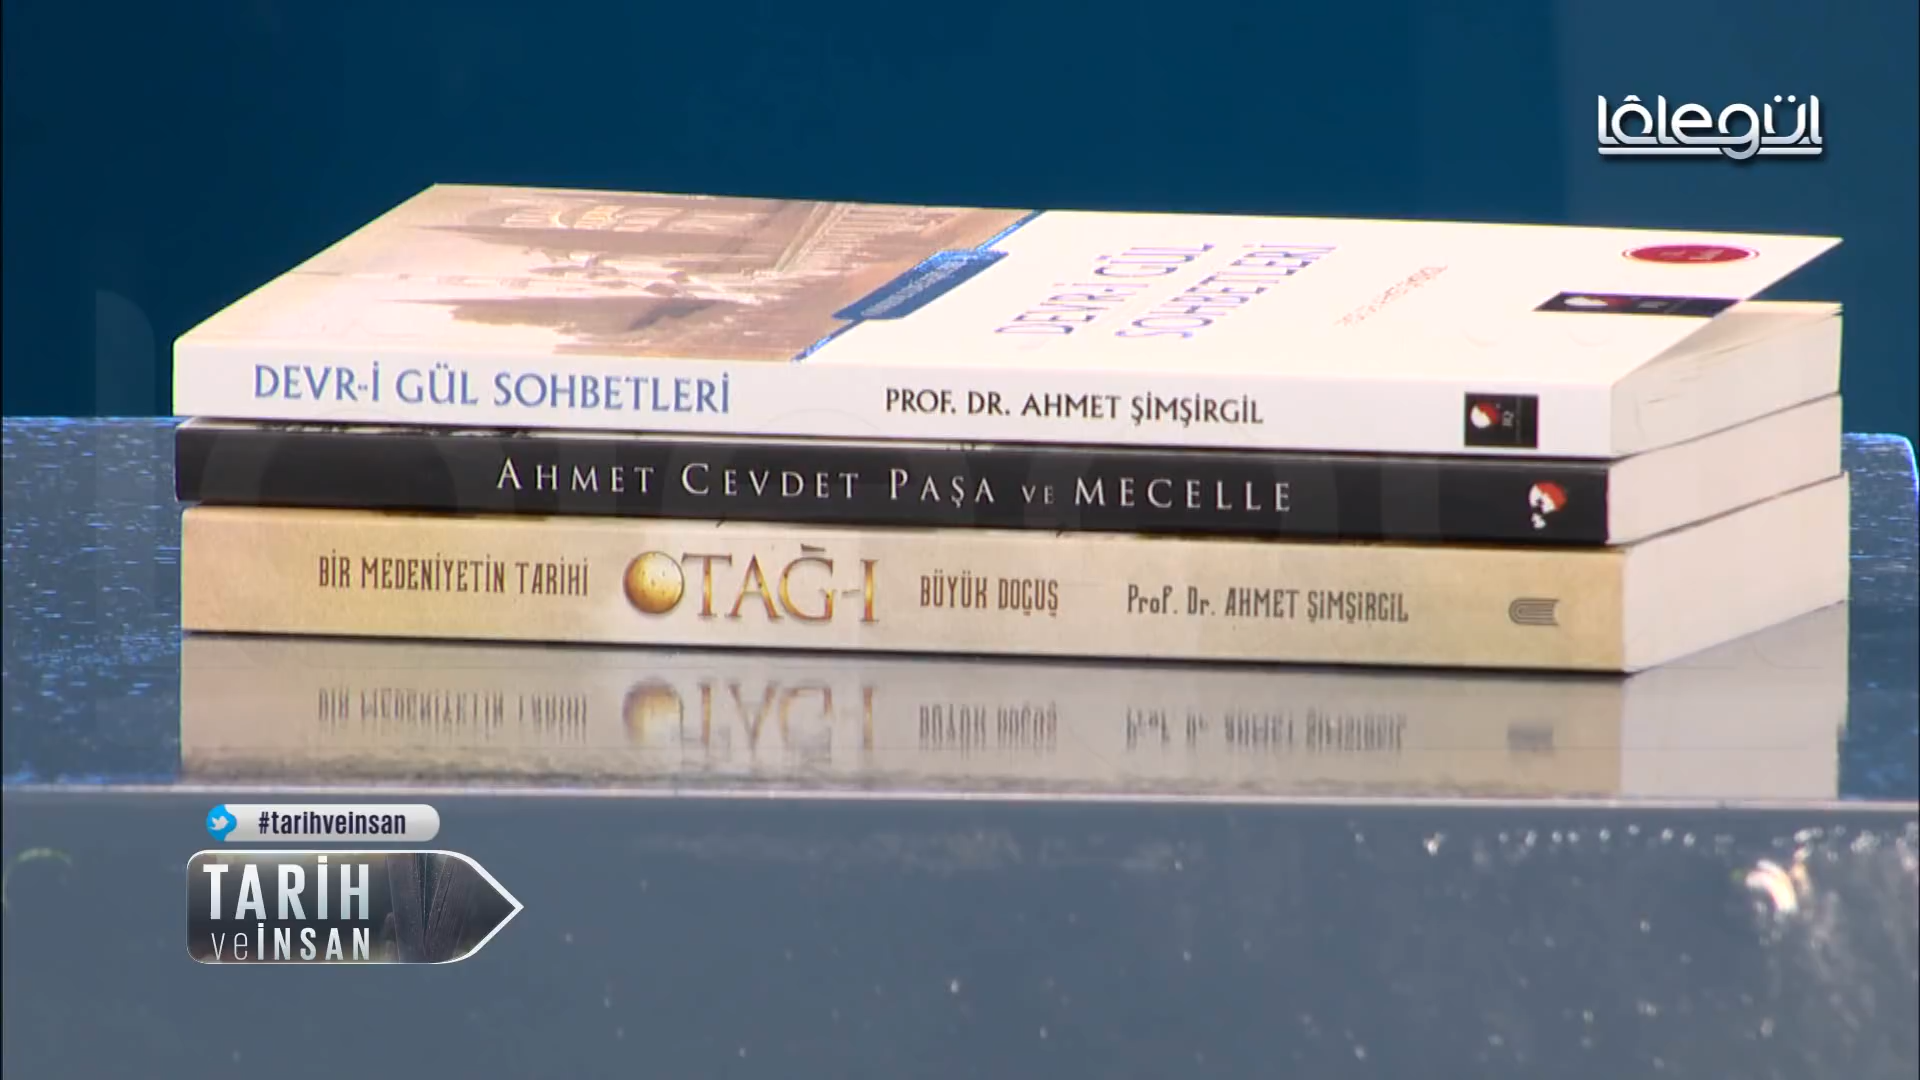 lâlegül
DEVR-İ GÜL
SOHBETLERİ
DEVR-İ GÜL SOHBETLERİ PROF. DR. AHMET ŞİMŞİRGİL
AHMET CEVDET PAŞA VE MECELLE
BİR MEDENİYETİN TARİHİ OTAĞ-I BÜYÜK DOĞUŞ Prof. Dr. AHMET ŞİMŞİRGİL
#tarihveinsan
TARİH
veİNSAN